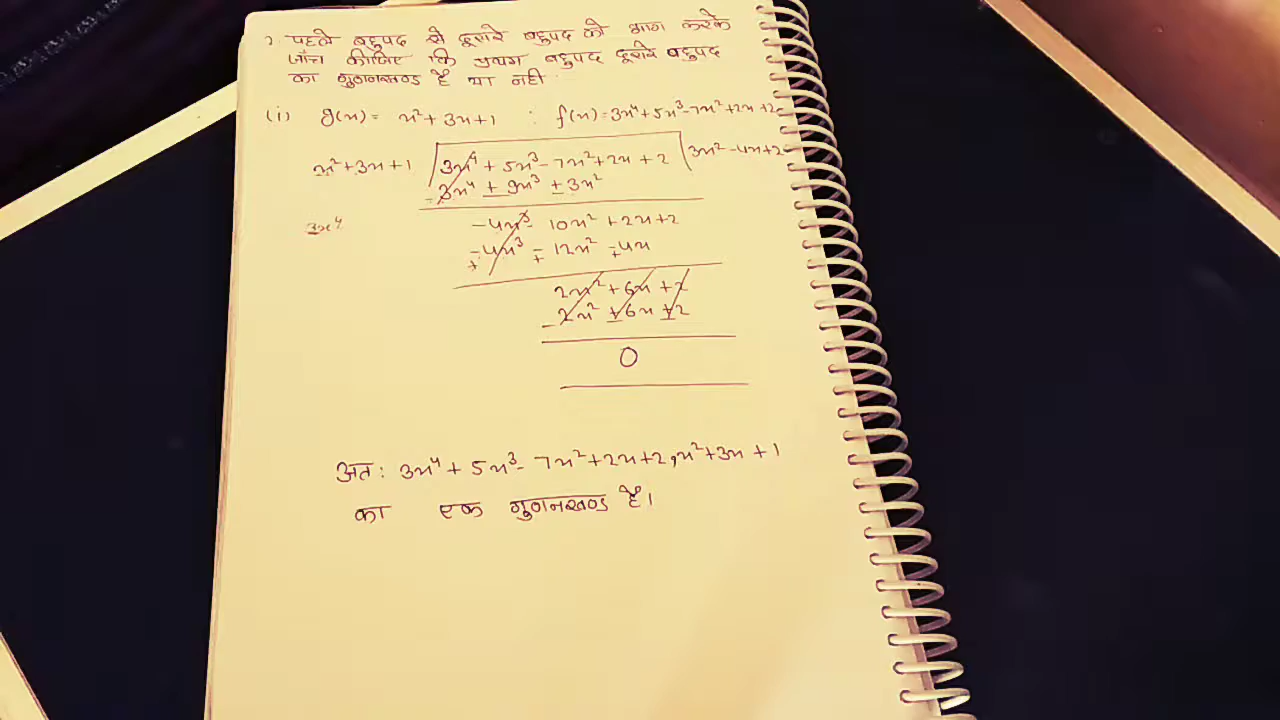 २ पहले बहुपद से दूसरे बहुपद को भाग करके
जाँच कीजिए कि प्रथम बहुपद दूसरे बहुपद
का गुणनखण्ड है या नही
(i) g(x) = x² + 3x + 1 : f(x) = 3x⁴ + 5x³ - 7x² + 2x + 2
x² + 3x + 1 ) 3x⁴ + 5x³ - 7x² + 2x + 2 ( 3x² - 4x + 2
- 3x⁴ ± 9x³ ± 3x²
3x⁴
- 4x³ - 10x² + 2x + 2
- 4x³ - 12x² - 4x
+ + +
2x² + 6x + 2
- 2x² ± 6x ± 2
0
अत: 3x⁴ + 5x³ - 7x² + 2x + 2, x² + 3x + 1
का एक गुणनखण्ड है।